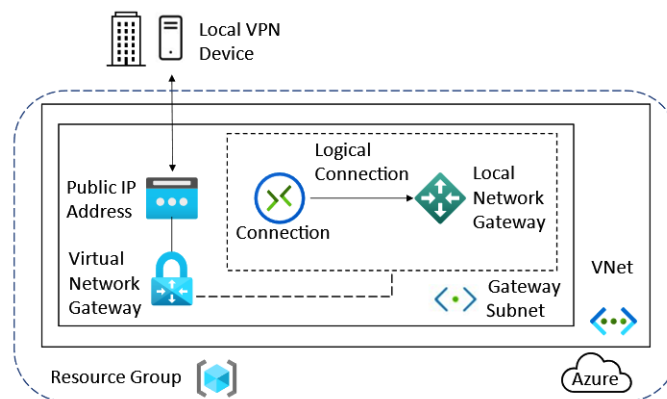 Local VPN
Device
Logical
Connection
Public IP
Address
Local
Network
Gateway
Connection
Virtual
Network
Gateway
Gateway
Subnet
VNet
Resource Group
Azure